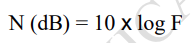 N (dB) = 10 x log F